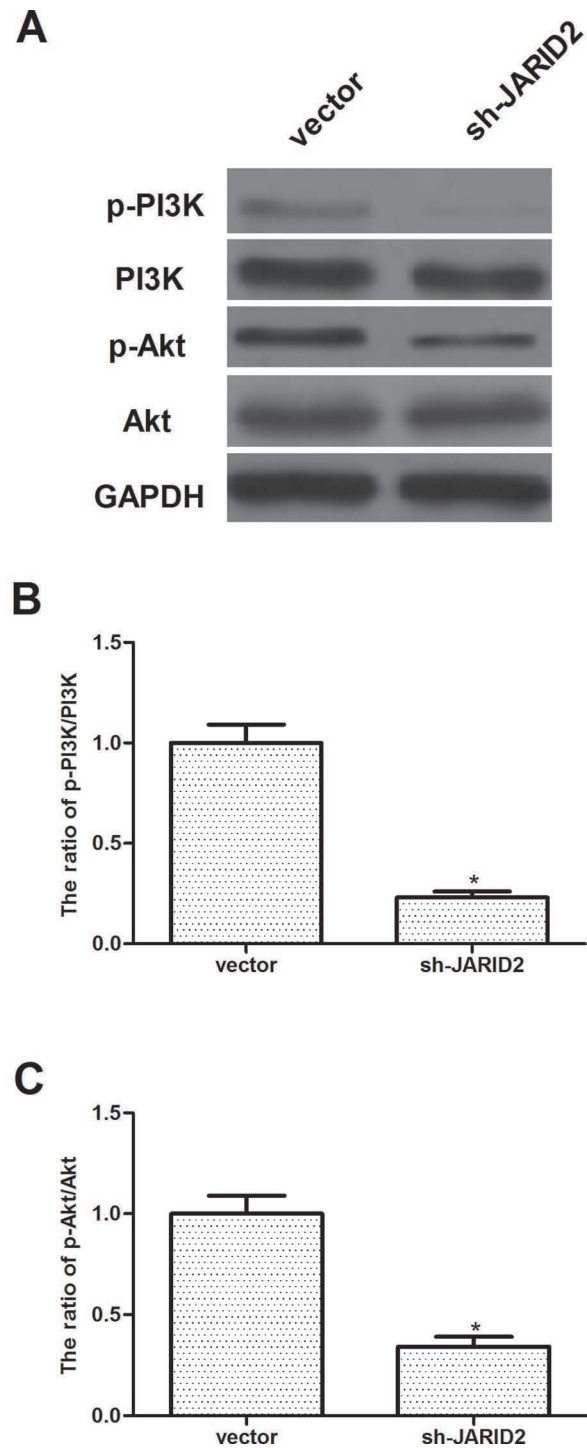 A
vector sh-JARID2
p-PI3K
PI3K
p-Akt
Akt
GAPDH
B
The ratio of p-PI3K/PI3K
1.5
1.0
0.5
0.0
*
vector sh-JARID2
C
The ratio of p-Akt/Akt
1.5
1.0
0.5
0.0
*
vector sh-JARID2